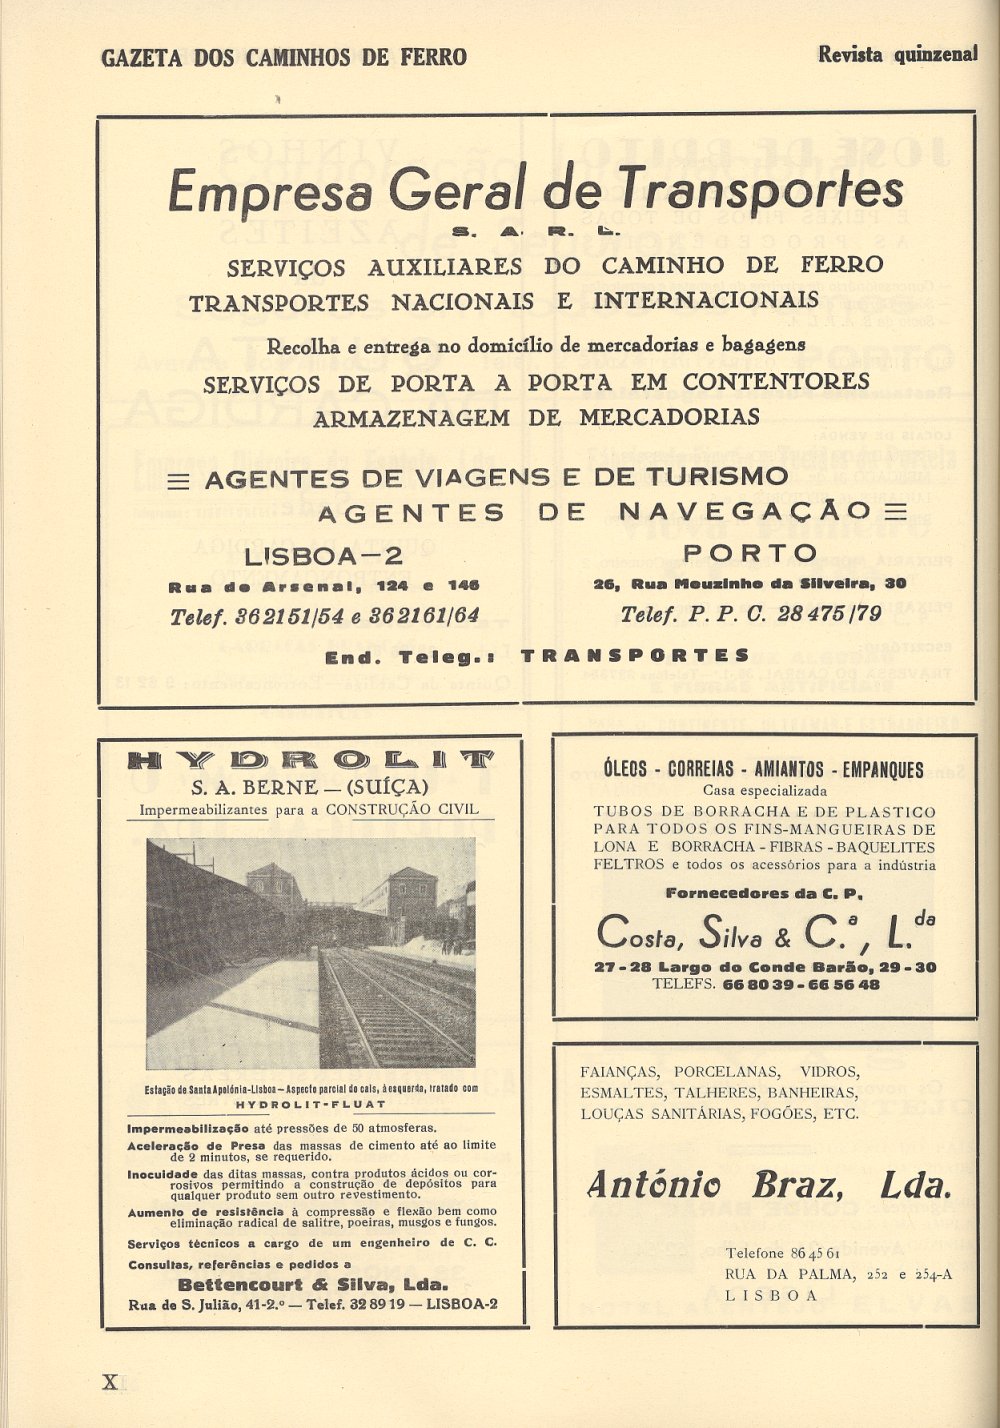 GAZETA DOS CAMINHOS DE FERRO
Revista quinzenal
Empresa Geral de Transportes
S. A. R. L.
SERVIÇOS AUXILIARES DO CAMINHO DE FERRO
TRANSPORTES NACIONAIS E INTERNACIONAIS
Recolha e entrega no domicílio de mercadorias e bagagens
SERVIÇOS DE PORTA A PORTA EM CONTENTORES
ARMAZENAGEM DE MERCADORIAS
AGENTES DE VIAGENS E DE TURISMO
AGENTES DE NAVEGAÇÃO
LISBOA—2
Rua do Arsenal, 124 e 146
Telef. 362151/54 e 362161/64
PORTO
26, Rua Mouzinho da Silveira, 30
Telef. P. P. C. 28475/79
End. Teleg.: TRANSPORTES
HYDROLIT
S. A. BERNE — (SUÍÇA)
Impermeabilizantes para a CONSTRUÇÃO CIVIL
Estação de Santa Apolónia-Lisboa — Aspecto parcial do cais, à esquerda, tratado com
HYDROLIT-FLUAT
Impermeabilização até pressões de 50 atmosferas.
Aceleração de Presa das massas de cimento até ao limite
de 2 minutos, se requerido.
Inocuidade das ditas massas, contra produtos ácidos ou cor-
rosivos permitindo a construção de depósitos para
qualquer produto sem outro revestimento.
Aumento de resistência à compressão e flexão bem como
eliminação radical de salitre, poeiras, musgos e fungos.
Serviços técnicos a cargo de um engenheiro de C. C.
Consultas, referências e pedidos a
Bettencourt & Silva, Lda.
Rua de S. Julião, 41-2.º — Telef. 32 89 19 — LISBOA-2
ÓLEOS - CORREIAS - AMIANTOS - EMPANQUES
Casa especializada
TUBOS DE BORRACHA E DE PLASTICO
PARA TODOS OS FINS-MANGUEIRAS DE
LONA E BORRACHA - FIBRAS - BAQUELITES
FELTROS e todos os acessórios para a indústria
Fornecedores da C. P.
Costa, Silva & C.ª, L.da
27-28 Largo do Conde Barão, 29-30
TELEFS. 66 80 39 - 66 56 48
FAIANÇAS, PORCELANAS, VIDROS,
ESMALTES, TALHERES, BANHEIRAS,
LOUÇAS SANITÁRIAS, FOGÕES, ETC.
António Braz, Lda.
Telefone 86 45 61
RUA DA PALMA, 252 e 254-A
LISBOA
X